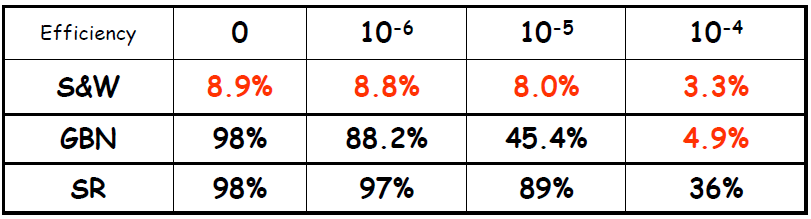 Efficiency 0 10-6 10-5 10-4
S&W 8.9% 8.8% 8.0% 3.3%
GBN 98% 88.2% 45.4% 4.9%
SR 98% 97% 89% 36%